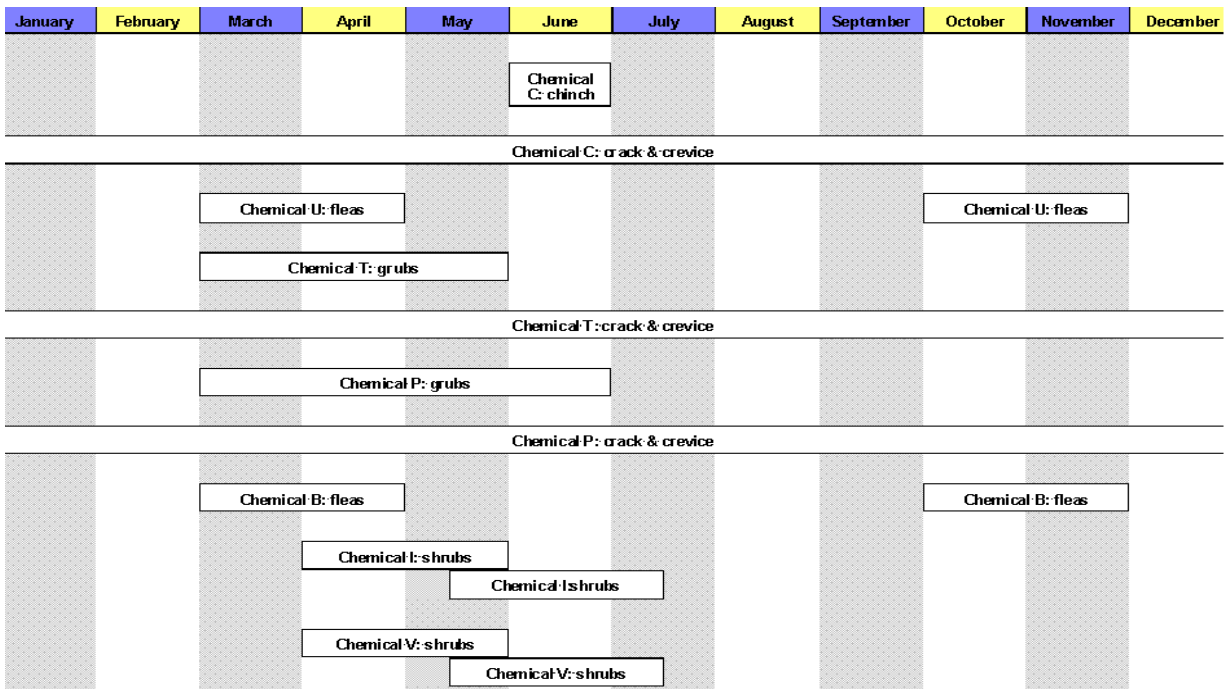 January February March April May June July August September October November December
Chemical
C: chinch
Chemical C: crack & crevice
Chemical U: fleas Chemical U: fleas
Chemical T: grubs
Chemical T: crack & crevice
Chemical P: grubs
Chemical P: crack & crevice
Chemical B: fleas Chemical B: fleas
Chemical I: shrubs
Chemical I:shrubs
Chemical V: shrubs
Chemical V: shrubs